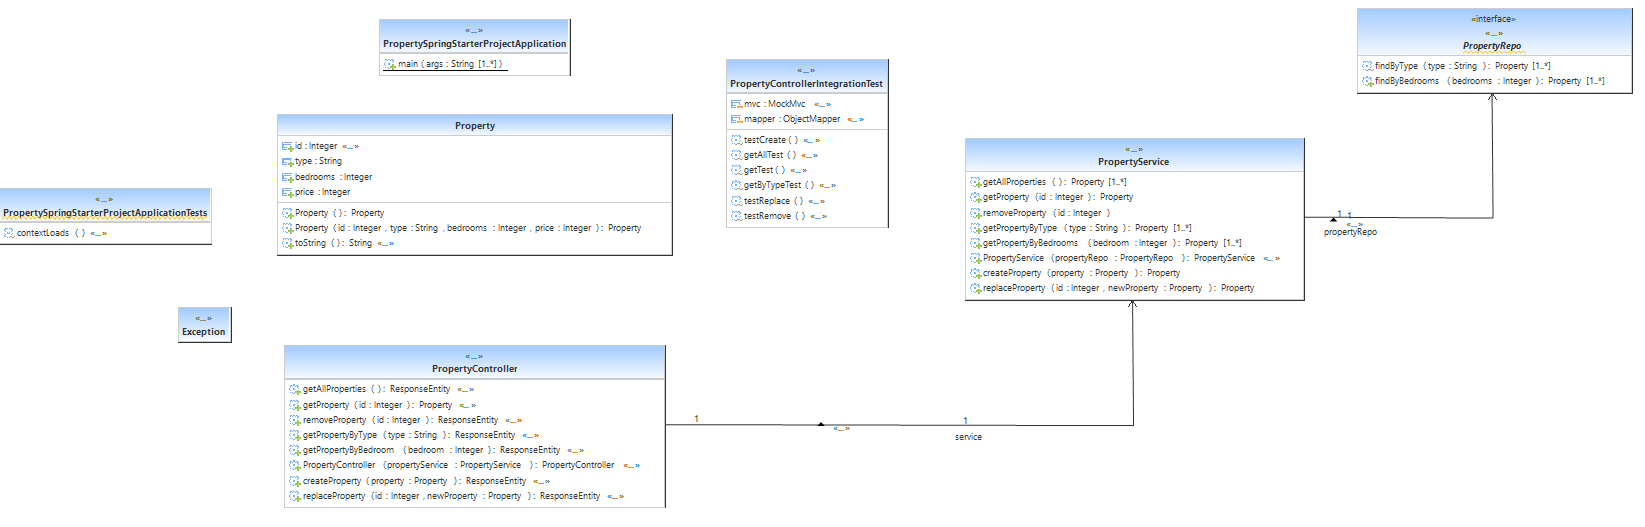 «...»
PropertySpringStarterProjectApplication
main ( args : String [1..*] )
«interface»
«...»
PropertyRepo
findByType ( type : String ) : Property [1..*]
findByBedrooms ( bedrooms : Integer ) : Property [1..*]
«...»
PropertyControllerIntegrationTest
mvc : MockMvc «...»
mapper : ObjectMapper «...»
testCreate ( ) «...»
getAllTest ( ) «...»
getTest ( ) «...»
getByTypeTest ( ) «...»
testReplace ( ) «...»
testRemove ( ) «...»
Property
id : Integer «...»
type : String
bedrooms : Integer
price : Integer
Property ( ) : Property
Property ( id : Integer , type : String , bedrooms : Integer , price : Integer ) : Property
toString ( ) : String «...»
«...»
PropertyService
getAllProperties ( ) : Property [1..*]
getProperty ( id : Integer ) : Property
removeProperty ( id : Integer )
getPropertyByType ( type : String ) : Property [1..*]
getPropertyByBedrooms ( bedroom : Integer ) : Property [1..*]
PropertyService ( propertyRepo : PropertyRepo ) : PropertyService «...»
createProperty ( property : Property ) : Property
replaceProperty ( id : Integer , newProperty : Property ) : Property
1 1
«...»
propertyRepo
«...»
PropertySpringStarterProjectApplicationTests
contextLoads ( ) «...»
«...»
Exception
«...»
PropertyController
getAllProperties ( ) : ResponseEntity «...»
getProperty ( id : Integer ) : Property «...»
removeProperty ( id : Integer ) : ResponseEntity «...»
getPropertyByType ( type : String ) : ResponseEntity «...»
getPropertyByBedroom ( bedroom : Integer ) : ResponseEntity «...»
PropertyController ( propertyService : PropertyService ) : PropertyController «...»
createProperty ( property : Property ) : ResponseEntity «...»
replaceProperty ( id : Integer , newProperty : Property ) : ResponseEntity «...»
1
«...»
1
service